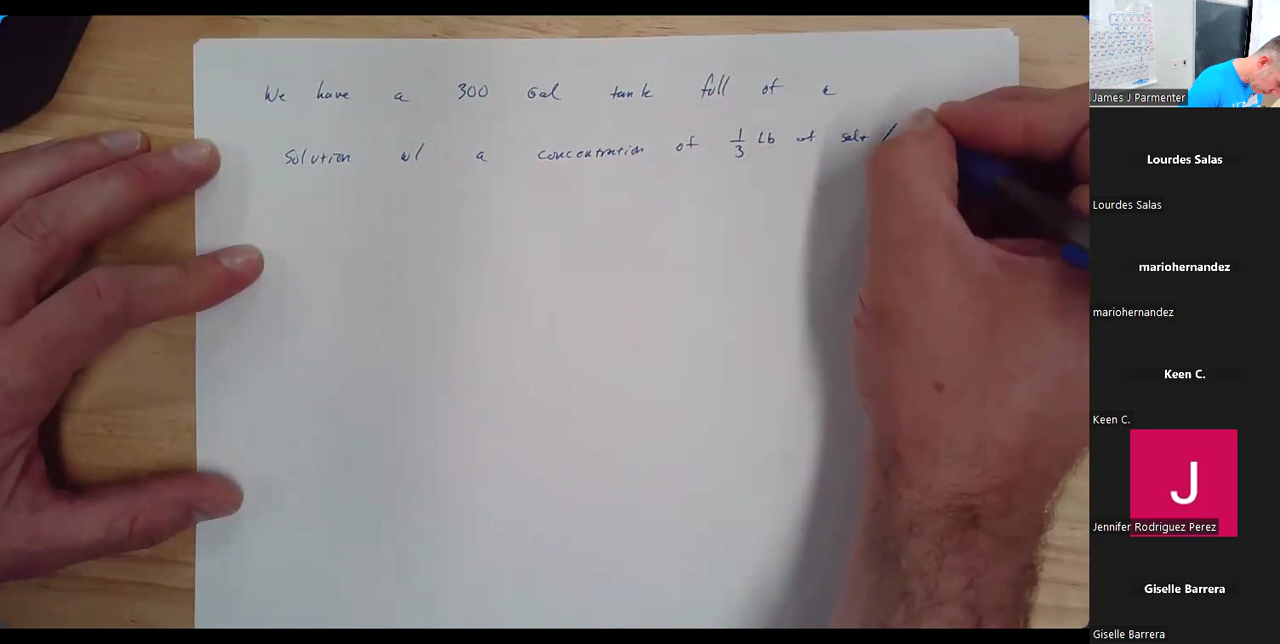 We have a 300 Gal tank full of a
Solution w/ a concentration of 1/3 Lb of salt /
James J Parmenter
Lourdes Salas
Lourdes Salas
mariohernandez
mariohernandez
Keen C.
Keen C.
J
Jennifer Rodriguez Perez
Giselle Barrera
Giselle Barrera